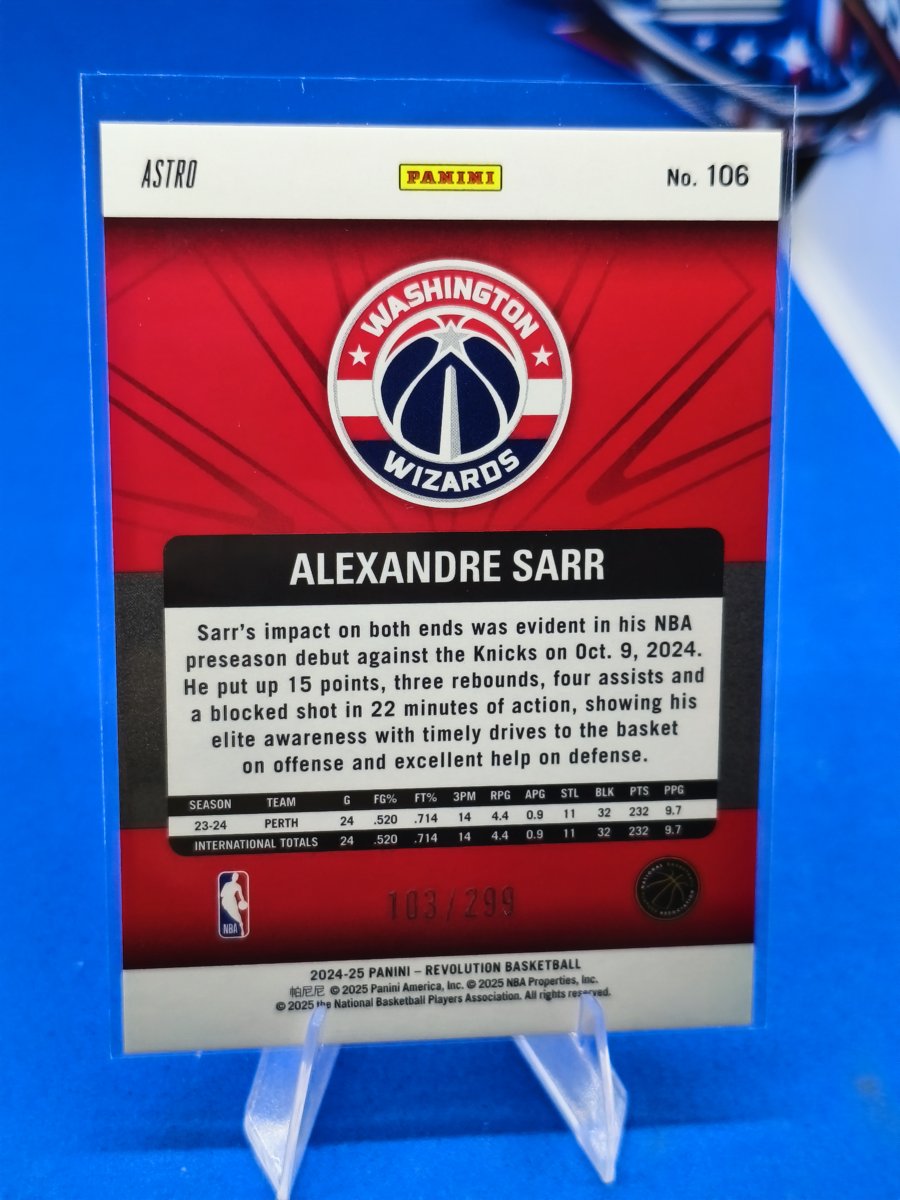 ASTRO
PANINI
No. 106
WASHINGTON
WIZARDS
ALEXANDRE SARR
Sarr's impact on both ends was evident in his NBA
preseason debut against the Knicks on Oct. 9, 2024.
He put up 15 points, three rebounds, four assists and
a blocked shot in 22 minutes of action, showing his
elite awareness with timely drives to the basket
on offense and excellent help on defense.
SEASON TEAM G FG% FT% 3PM RPG APG STL BLK PTS PPG
23-24 PERTH 24 .520 .714 14 4.4 0.9 11 32 232 9.7
INTERNATIONAL TOTALS 24 .520 .714 14 4.4 0.9 11 32 232 9.7
NBA
103/299
2024-25 PANINI – REVOLUTION BASKETBALL
帕尼尼 © 2025 Panini America, Inc. © 2025 NBA Properties, Inc.
© 2025 the National Basketball Players Association. All rights reserved.